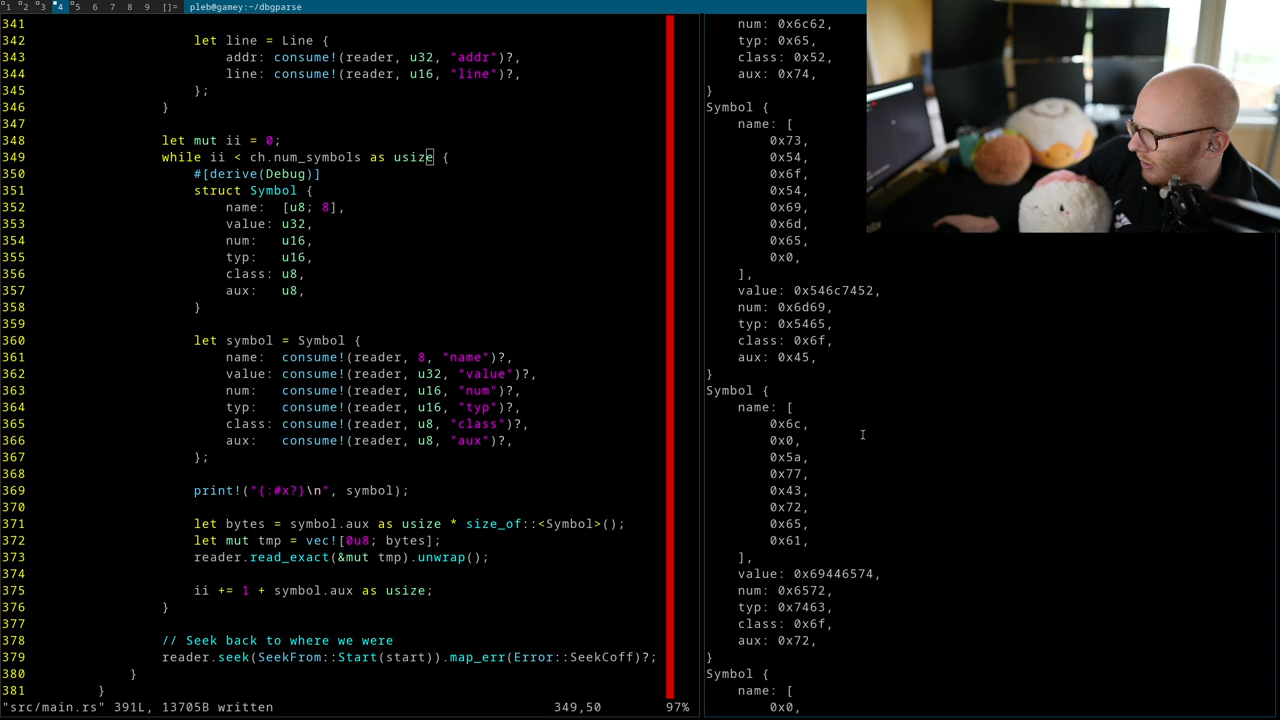 1 2 3 4 5 6 7 8 9 []= pleb@gamey:~/dbgparse
341
342 let line = Line {
343 addr: consume!(reader, u32, "addr")?,
344 line: consume!(reader, u16, "line")?,
345 };
346 }
347
348 let mut ii = 0;
349 while ii < ch.num_symbols as usize {
350 #[derive(Debug)]
351 struct Symbol {
352 name: [u8; 8],
353 value: u32,
354 num: u16,
355 typ: u16,
356 class: u8,
357 aux: u8,
358 }
359
360 let symbol = Symbol {
361 name: consume!(reader, 8, "name")?,
362 value: consume!(reader, u32, "value")?,
363 num: consume!(reader, u16, "num")?,
364 typ: consume!(reader, u16, "typ")?,
365 class: consume!(reader, u8, "class")?,
366 aux: consume!(reader, u8, "aux")?,
367 };
368
369 print!("{:#x?}\n", symbol);
370
371 let bytes = symbol.aux as usize * size_of::<Symbol>();
372 let mut tmp = vec![0u8; bytes];
373 reader.read_exact(&mut tmp).unwrap();
374
375 ii += 1 + symbol.aux as usize;
376 }
377
378 // Seek back to where we were
379 reader.seek(SeekFrom::Start(start)).map_err(Error::SeekCoff)?;
380 }
381 }
"src/main.rs" 391L, 13705B written 349,50 97%
num: 0x6c62,
typ: 0x65,
class: 0x52,
aux: 0x74,
}
Symbol {
name: [
0x73,
0x54,
0x6f,
0x54,
0x69,
0x6d,
0x65,
0x0,
],
value: 0x546c7452,
num: 0x6d69,
typ: 0x5465,
class: 0x6f,
aux: 0x45,
}
Symbol {
name: [
0x6c,
0x0,
0x5a,
0x77,
0x43,
0x72,
0x65,
0x61,
],
value: 0x69446574,
num: 0x6572,
typ: 0x7463,
class: 0x6f,
aux: 0x72,
}
Symbol {
name: [
0x0,